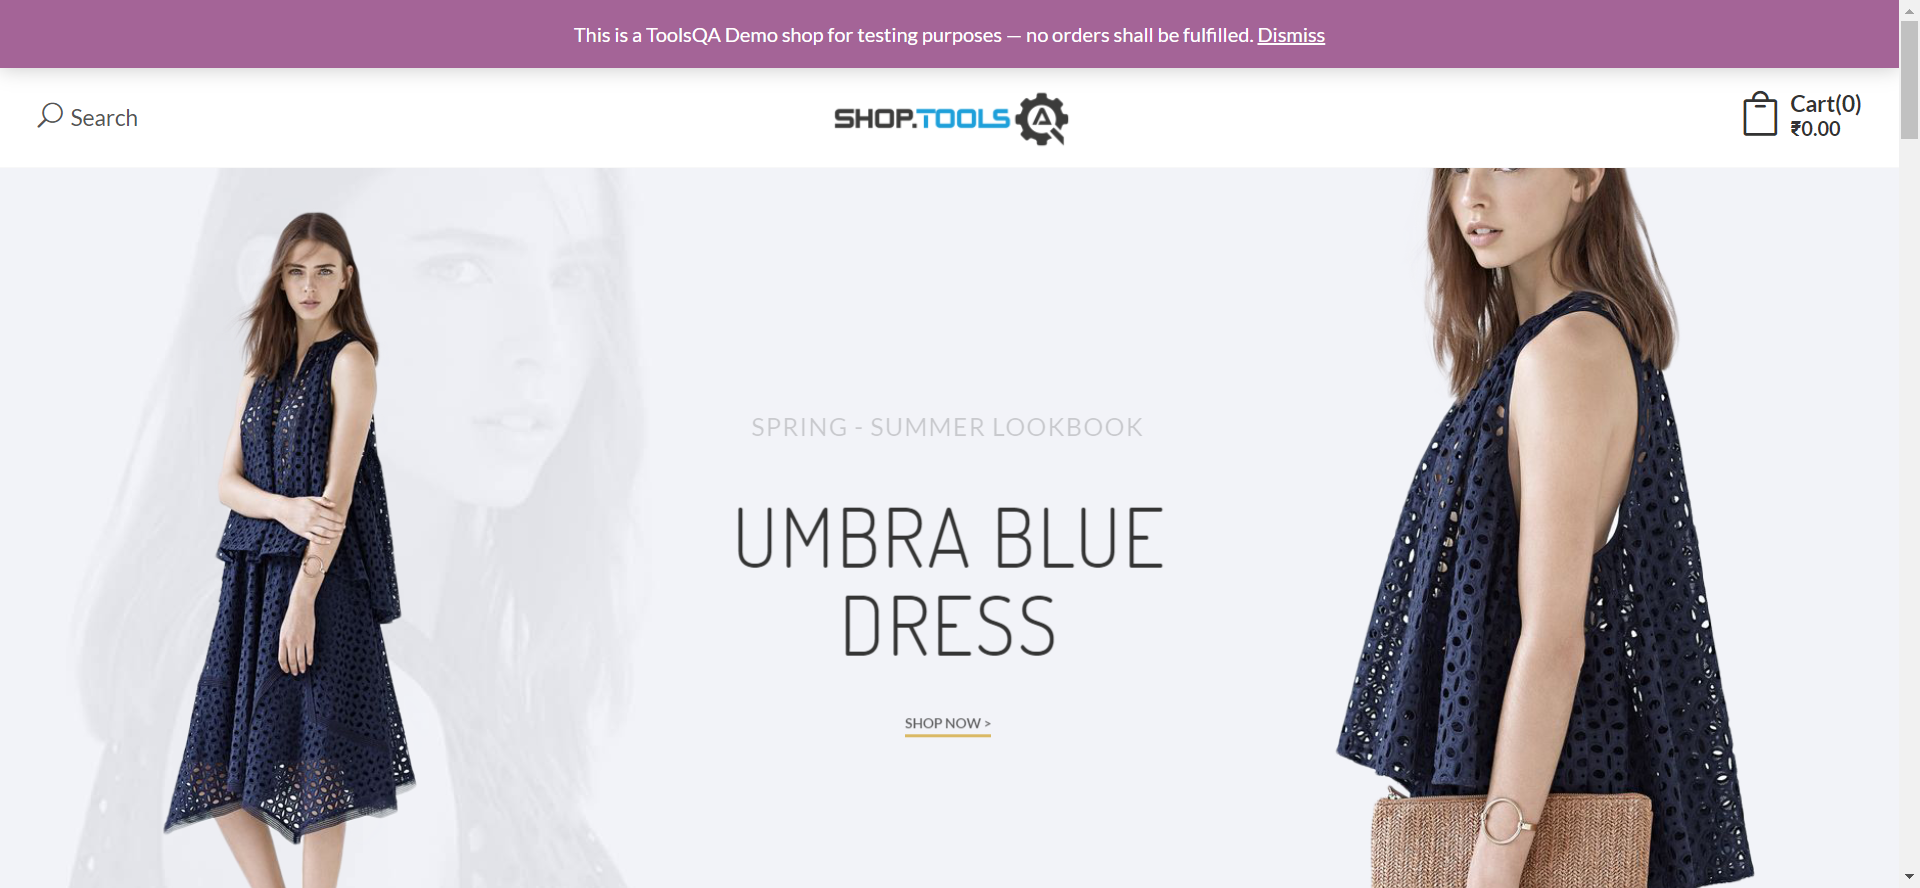 This is a ToolsQA Demo shop for testing purposes — no orders shall be fulfilled. Dismiss
Search
SHOP.TOOLS
Cart(0)
₹0.00
SPRING - SUMMER LOOKBOOK
UMBRA BLUE
DRESS
SHOP NOW >